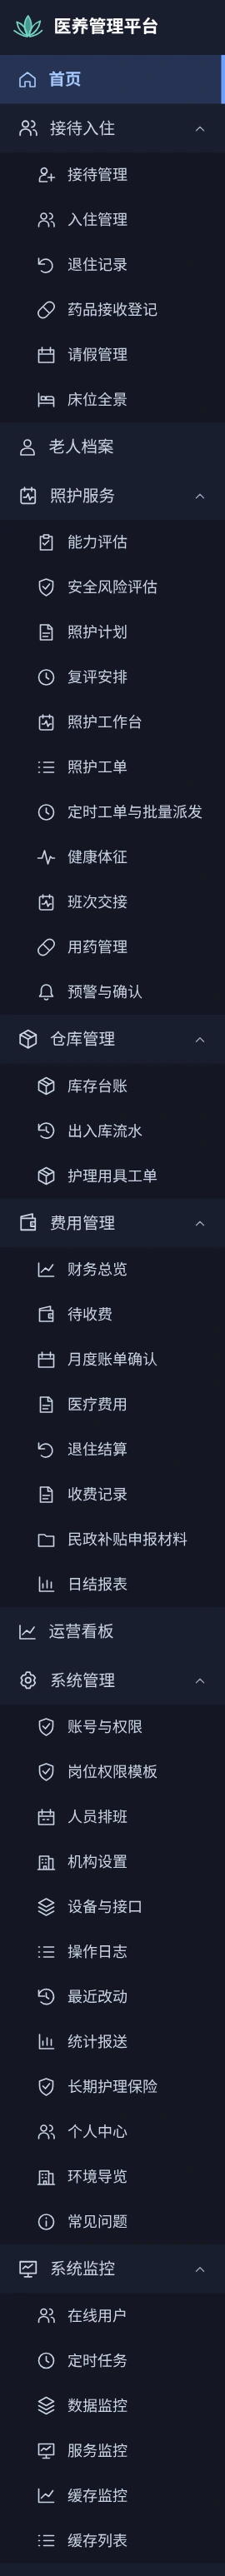 医养管理平台
首页
接待入住
接待管理
入住管理
退住记录
药品接收登记
请假管理
床位全景
老人档案
照护服务
能力评估
安全风险评估
照护计划
复评安排
照护工作台
照护工单
定时工单与批量派发
健康体征
班次交接
用药管理
预警与确认
仓库管理
库存台账
出入库流水
护理用具工单
费用管理
财务总览
待收费
月度账单确认
医疗费用
退住结算
收费记录
民政补贴申报材料
日结报表
运营看板
系统管理
账号与权限
岗位权限模板
人员排班
机构设置
设备与接口
操作日志
最近改动
统计报送
长期护理保险
个人中心
环境导览
常见问题
系统监控
在线用户
定时任务
数据监控
服务监控
缓存监控
缓存列表